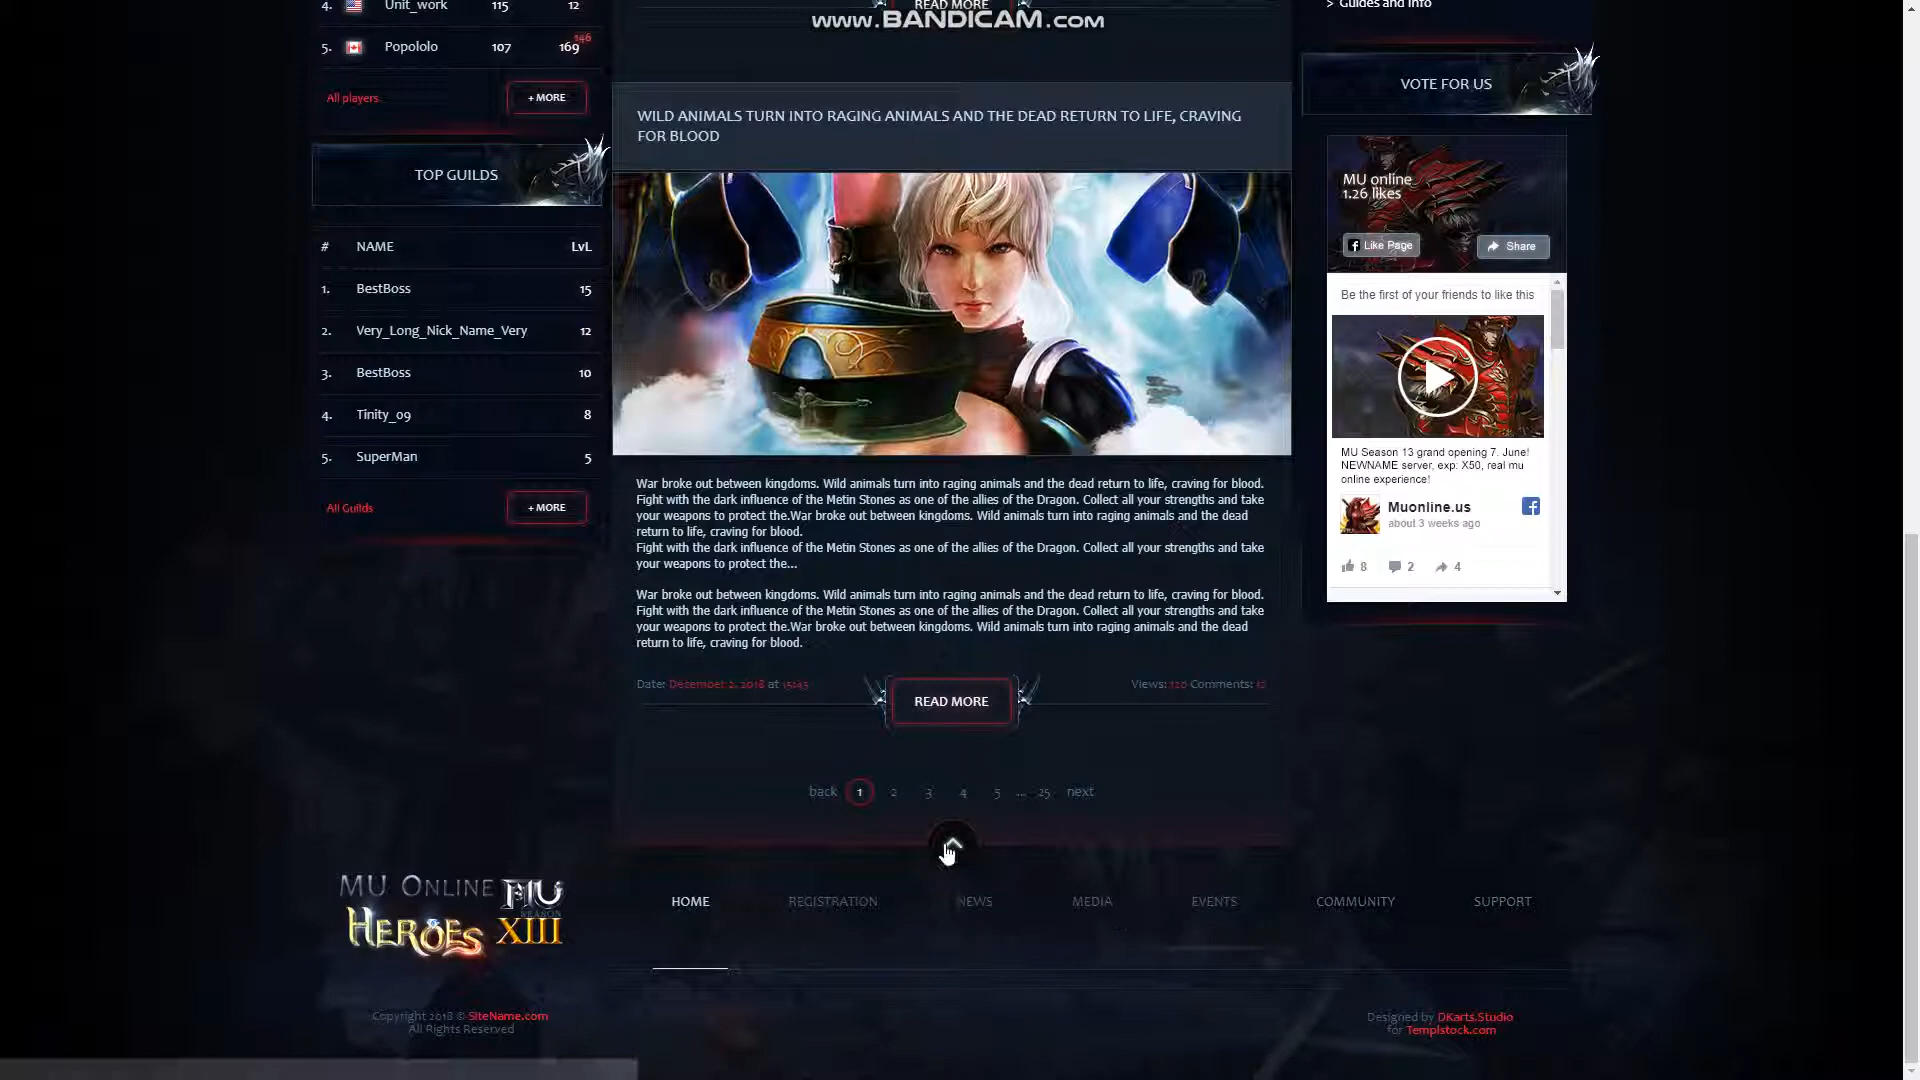 4. Unit_work 115 12
5. Popololo 107 169 146
All players + MORE
TOP GUILDS
# NAME LvL
1. BestBoss 15
2. Very_Long_Nick_Name_Very 12
3. BestBoss 10
4. Tinity_09 8
5. SuperMan 5
All Guilds + MORE
READ MORE
www.BANDICAM.com
WILD ANIMALS TURN INTO RAGING ANIMALS AND THE DEAD RETURN TO LIFE, CRAVING
FOR BLOOD
War broke out between kingdoms. Wild animals turn into raging animals and the dead return to life, craving for blood.
Fight with the dark influence of the Metin Stones as one of the allies of the Dragon. Collect all your strengths and take
your weapons to protect the.War broke out between kingdoms. Wild animals turn into raging animals and the dead
return to life, craving for blood.
Fight with the dark influence of the Metin Stones as one of the allies of the Dragon. Collect all your strengths and take
your weapons to protect the...
War broke out between kingdoms. Wild animals turn into raging animals and the dead return to life, craving for blood.
Fight with the dark influence of the Metin Stones as one of the allies of the Dragon. Collect all your strengths and take
your weapons to protect the.War broke out between kingdoms. Wild animals turn into raging animals and the dead
return to life, craving for blood.
Date: December 2, 2018 at 15:45
READ MORE
Views: 120 Comments: 12
back 1 2 3 4 5 ... 25 next
> Guides and info
VOTE FOR US
MU online
1.26 likes
Like Page Share
Be the first of your friends to like this
MU Season 13 grand opening 7. June!
NEWNAME server, exp: X50, real mu
online experience!
Muonline.us
about 3 weeks ago
8 2 4
MU ONLINE MU
SEASON
HEROES XIII
HOME REGISTRATION NEWS MEDIA EVENTS COMMUNITY SUPPORT
Copyright 2018 © SiteName.com
All Rights Reserved
Designed by DKarts.Studio
for Templstock.com